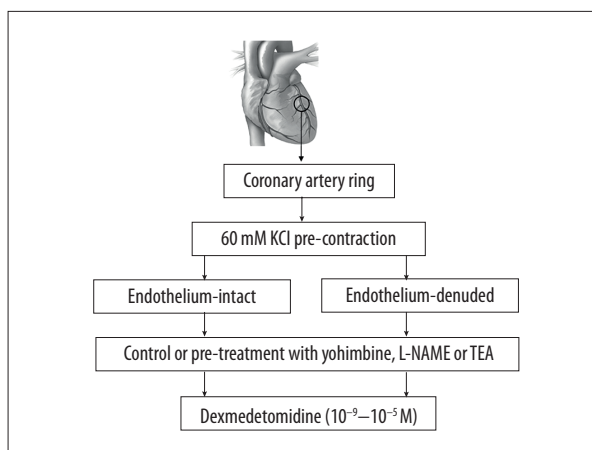 Coronary artery ring
60 mM KCl pre-contraction
Endothelium-intact
Endothelium-denuded
Control or pre-treatment with yohimbine, L-NAME or TEA
Dexmedetomidine (10⁻⁹–10⁻⁵ M)